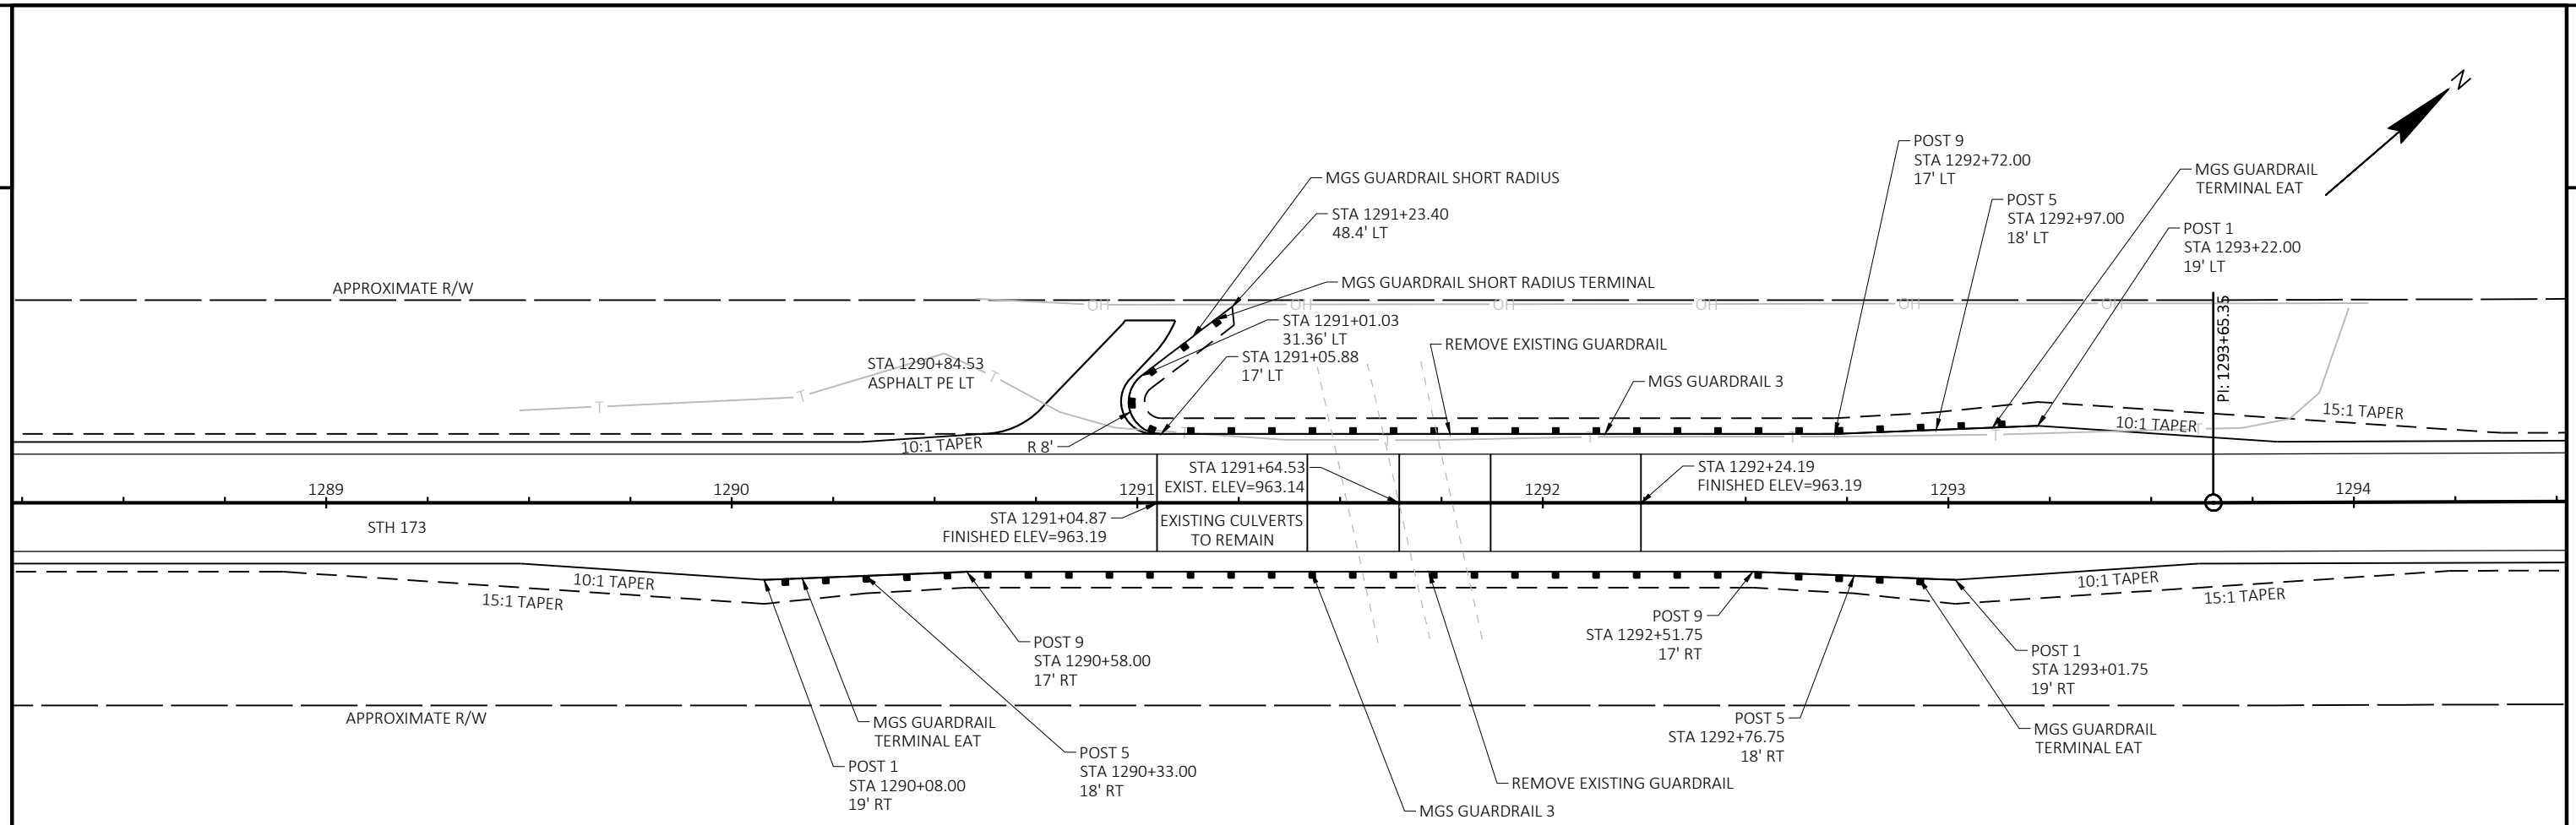 N
POST 9
STA 1292+72.00
17' LT
MGS GUARDRAIL
TERMINAL EAT
MGS GUARDRAIL SHORT RADIUS
POST 5
STA 1292+97.00
18' LT
STA 1291+23.40
48.4' LT
POST 1
STA 1293+22.00
19' LT
APPROXIMATE R/W
MGS GUARDRAIL SHORT RADIUS TERMINAL
OH
OH
OH
OH
OH
OH
PI: 1293+65.35
STA 1291+01.03
31.36' LT
STA 1291+05.88
17' LT
REMOVE EXISTING GUARDRAIL
STA 1290+84.53
ASPHALT PE LT
MGS GUARDRAIL 3
T
T
T
T
T
T
T
T
T
15:1 TAPER
10:1 TAPER
10:1 TAPER
R 8'
STA 1291+64.53
EXIST. ELEV=963.14
STA 1292+24.19
FINISHED ELEV=963.19
1289
1290
1291
1292
1293
1294
STH 173
STA 1291+04.87
FINISHED ELEV=963.19
EXISTING CULVERTS
TO REMAIN
10:1 TAPER
15:1 TAPER
10:1 TAPER
15:1 TAPER
POST 9
STA 1290+58.00
17' RT
POST 9
STA 1292+51.75
17' RT
POST 1
STA 1293+01.75
19' RT
APPROXIMATE R/W
MGS GUARDRAIL
TERMINAL EAT
POST 5
STA 1292+76.75
18' RT
MGS GUARDRAIL
TERMINAL EAT
POST 1
STA 1290+08.00
19' RT
POST 5
STA 1290+33.00
18' RT
REMOVE EXISTING GUARDRAIL
MGS GUARDRAIL 3